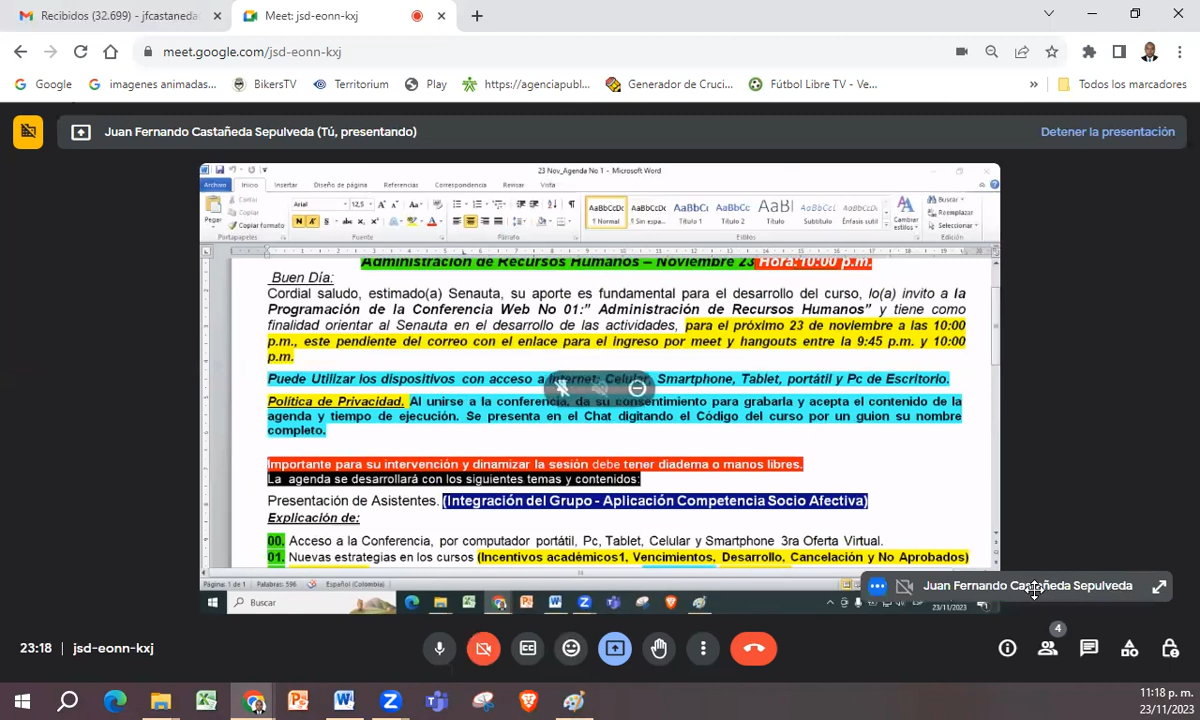 Recibidos (32.699) - jfcastaneda
Meet: jsd-eonn-kxj
meet.google.com/jsd-eonn-kxj
Google
imagenes animadas...
BikersTV
Territorium
Play
https://agenciapubl...
Generador de Cruci...
Fútbol Libre TV - Ve...
»
Todos los marcadores
Juan Fernando Castañeda Sepulveda (Tú, presentando)
Detener la presentación
23 Nov_Agenda No 1 - Microsoft Word
Archivo Inicio Insertar Diseño de página Referencias Correspondencia Revisar Vista
Pegar
Cortar
Copiar
Copiar formato
Portapapeles
Arial
12,5
Fuente
Párrafo
AaBbCcDc AaBbCcDc AaBbC AaBbCc AaBl AaBbCcI AaBbCcDc
¶ Normal ¶ Sin espa... Título 1 Título 2 Título Subtítulo Énfasis sutil
Estilos
Cambiar estilos
Buscar
Reemplazar
Seleccionar
Edición
Administración de Recursos Humanos – Noviembre 23 Hora:10:00 p.m.
Buen Día:
Cordial saludo, estimado(a) Senauta, su aporte es fundamental para el desarrollo del curso, lo(a) invito a la
Programación de la Conferencia Web No 01:” Administración de Recursos Humanos” y tiene como
finalidad orientar al Senauta en el desarrollo de las actividades, para el próximo 23 de noviembre a las 10:00
p.m., este pendiente del correo con el enlace para el ingreso por meet y hangouts entre la 9:45 p.m. y 10:00
p.m.
Puede Utilizar los dispositivos con acceso a internet: Celular, Smartphone, Tablet, portátil y Pc de Escritorio.
Política de Privacidad. Al unirse a la conferencia, da su consentimiento para grabarla y acepta el contenido de la
agenda y tiempo de ejecución. Se presenta en el Chat digitando el Código del curso por un guion su nombre
completo.
Importante para su intervención y dinamizar la sesión debe tener diadema o manos libres.
La agenda se desarrollará con los siguientes temas y contenidos:
Presentación de Asistentes. (Integración del Grupo - Aplicación Competencia Socio Afectiva)
Explicación de:
00. Acceso a la Conferencia, por computador portátil, Pc, Tablet, Celular y Smartphone 3ra Oferta Virtual.
01. Nuevas estrategias en los cursos (Incentivos académicos1, Vencimientos, Desarrollo, Cancelación y No Aprobados)
Página: 1 de 1 Palabras: 596 Español (Colombia)
Juan Fernando Castañeda Sepulveda
Buscar
23/11/2023
4
23:18 | jsd-eonn-kxj
11:18 p. m.
23/11/2023